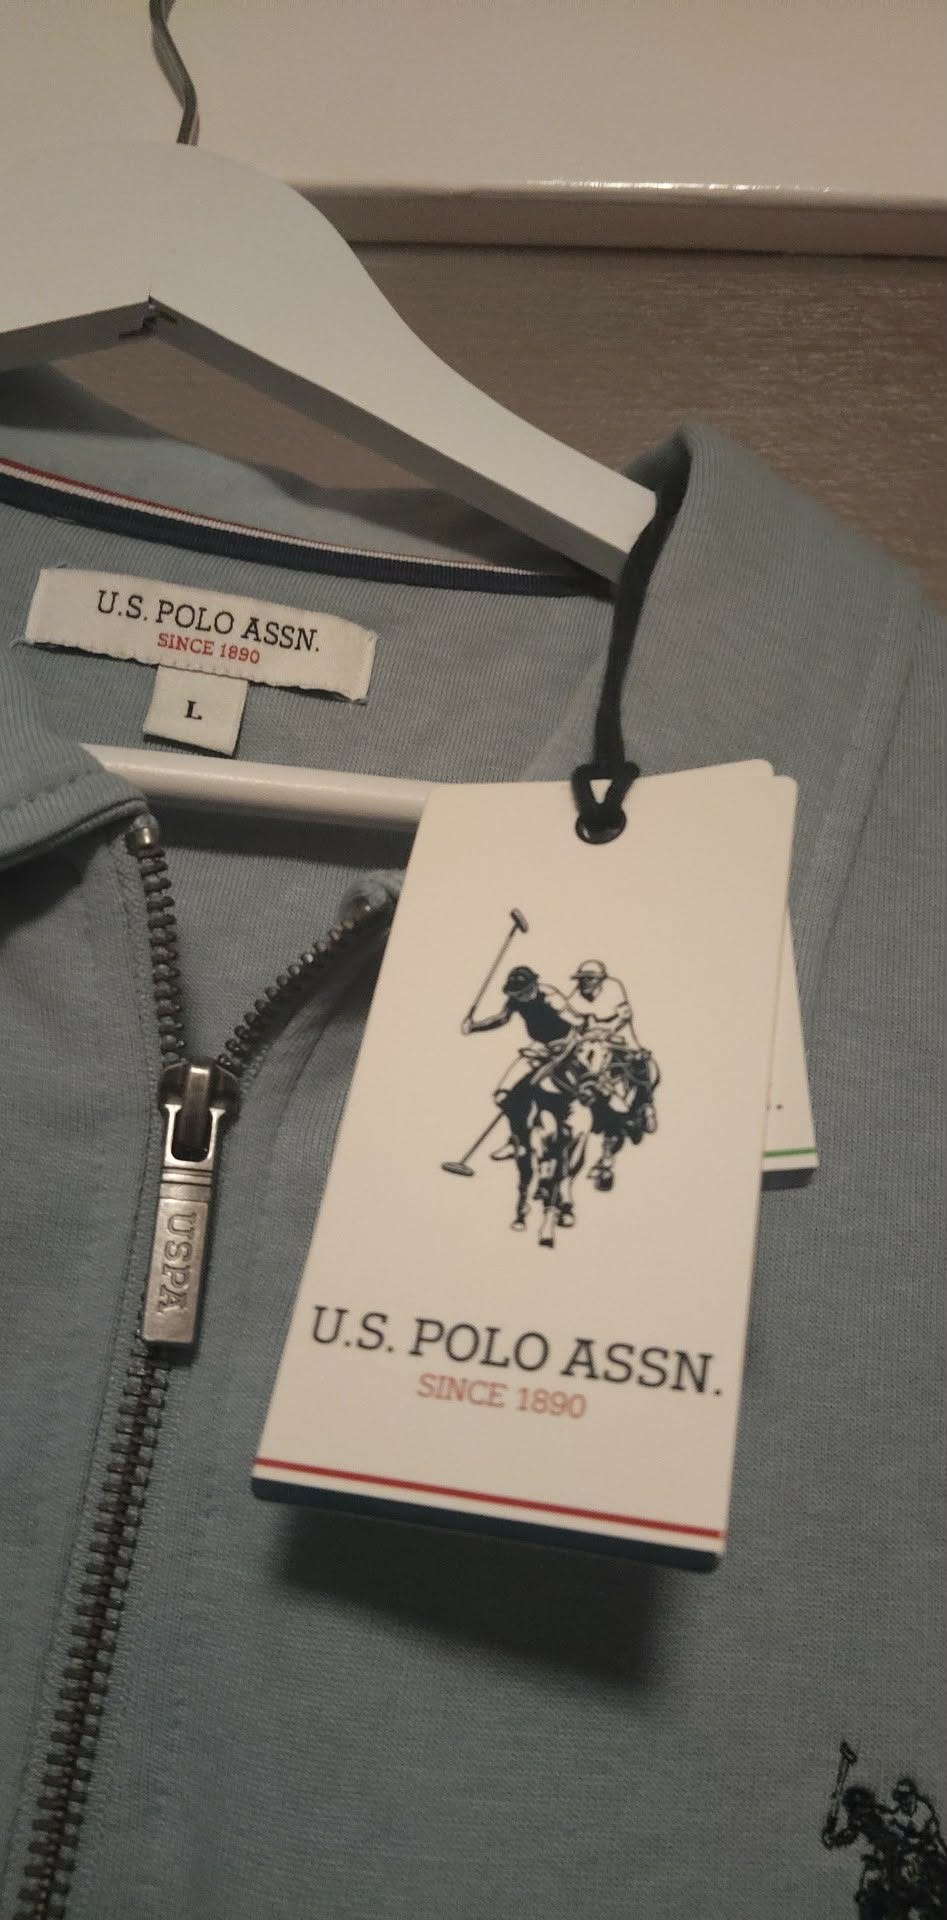 U.S. POLO ASSN.
SINCE 1890
L
USPA
U.S. POLO ASSN.
SINCE 1890